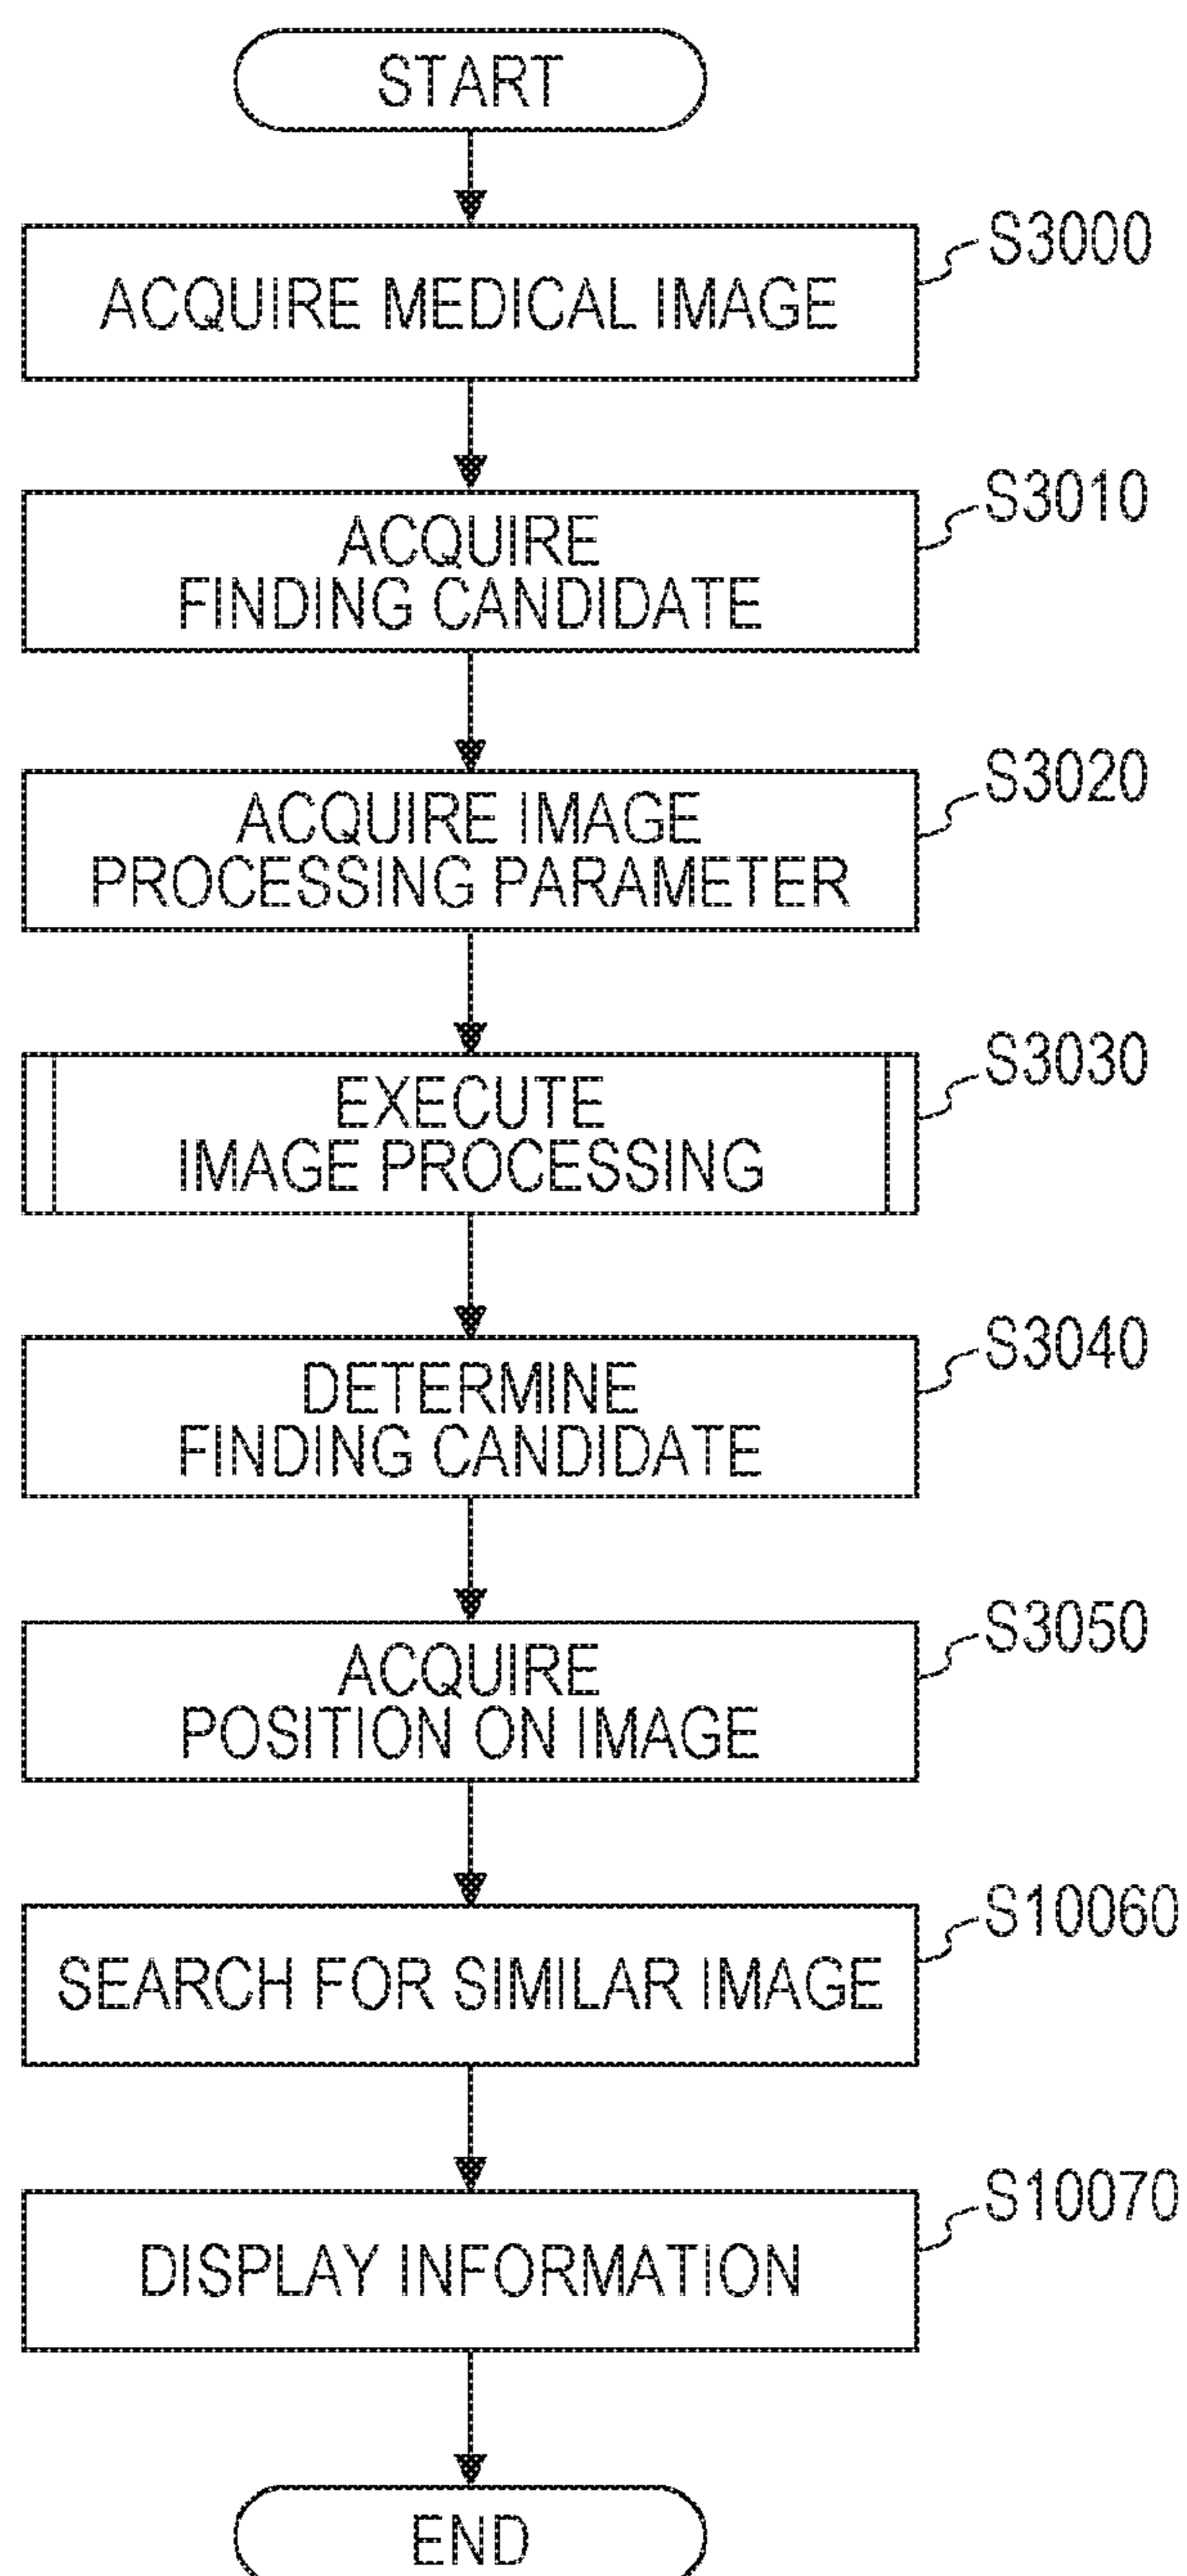 START
S3000
ACQUIRE MEDICAL IMAGE
S3010
ACQUIRE
FINDING CANDIDATE
S3020
ACQUIRE IMAGE
PROCESSING PARAMETER
S3030
EXECUTE
IMAGE PROCESSING
S3040
DETERMINE
FINDING CANDIDATE
S3050
ACQUIRE
POSITION ON IMAGE
S10060
SEARCH FOR SIMILAR IMAGE
S10070
DISPLAY INFORMATION
END